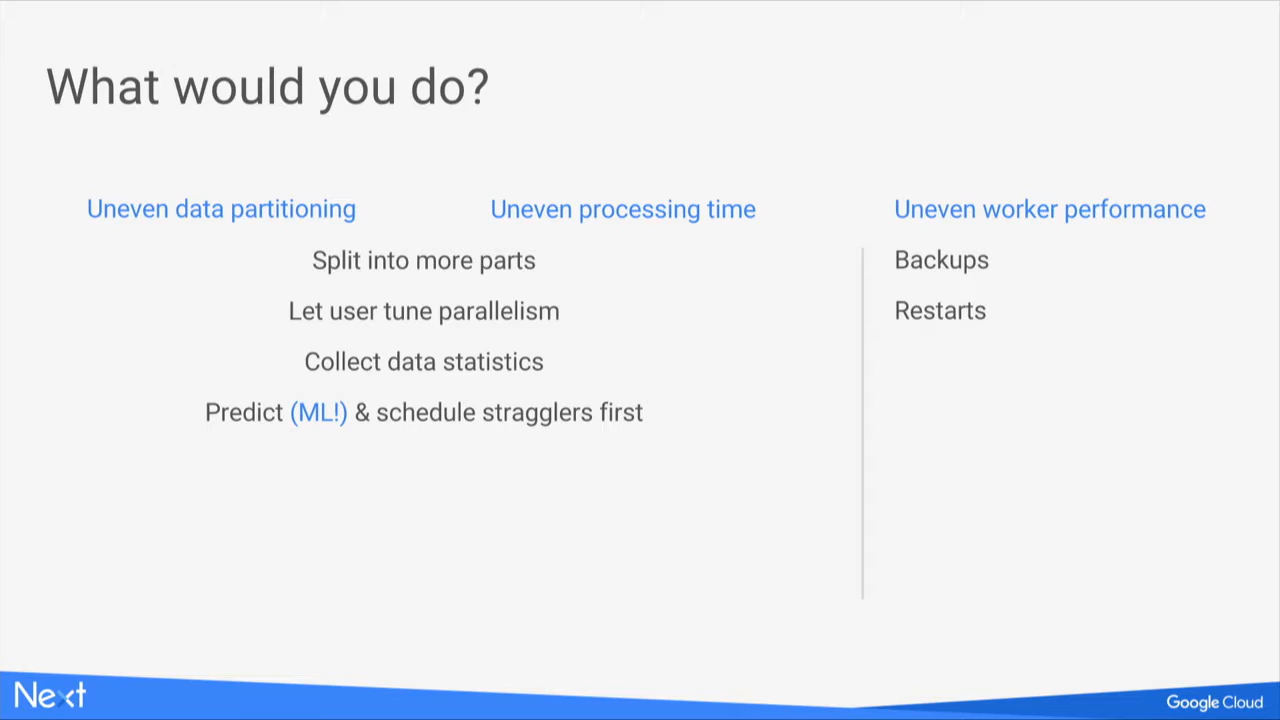 What would you do?
Uneven data partitioning
Uneven processing time
Uneven worker performance
Split into more parts
Let user tune parallelism
Collect data statistics
Predict (ML!) & schedule stragglers first
Backups
Restarts
Next
Google Cloud